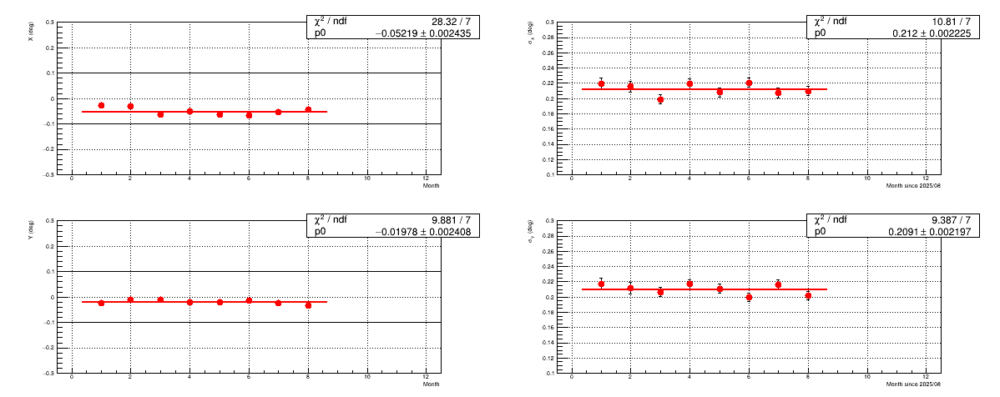 X (deg)
χ² / ndf 28.32 / 7
p0 −0.05219 ± 0.002435
0.3
0.2
0.1
0
−0.1
−0.2
−0.3
0 2 4 6 8 10 12
Month
σ_X (deg)
χ² / ndf 10.81 / 7
p0 0.212 ± 0.002225
0.3
0.28
0.26
0.24
0.22
0.2
0.18
0.16
0.14
0.12
0.1
0 2 4 6 8 10 12
Month since 2025/08
Y (deg)
χ² / ndf 9.881 / 7
p0 −0.01978 ± 0.002408
0.3
0.2
0.1
0
−0.1
−0.2
−0.3
0 2 4 6 8 10 12
Month
σ_Y (deg)
χ² / ndf 9.387 / 7
p0 0.2091 ± 0.002197
0.3
0.28
0.26
0.24
0.22
0.2
0.18
0.16
0.14
0.12
0.1
0 2 4 6 8 10 12
Month since 2025/08